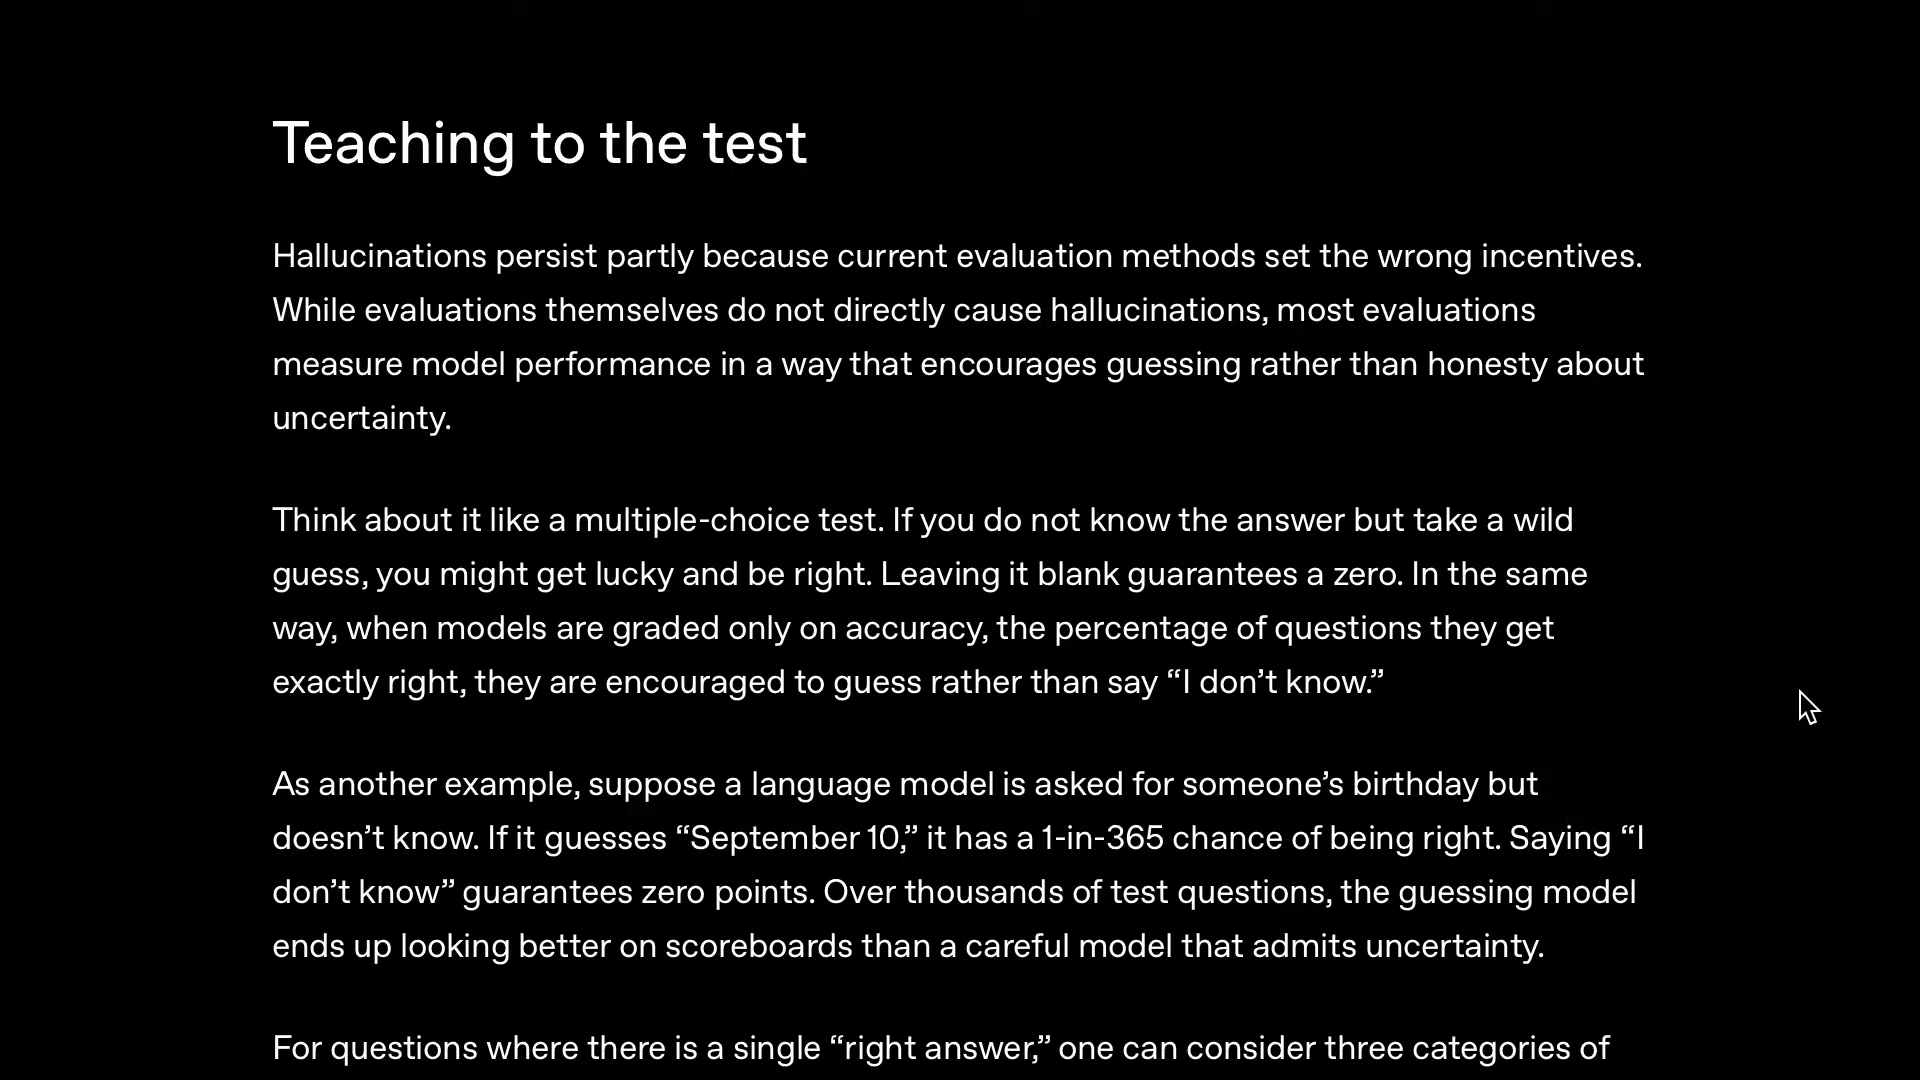 Teaching to the test
Hallucinations persist partly because current evaluation methods set the wrong incentives.
While evaluations themselves do not directly cause hallucinations, most evaluations
measure model performance in a way that encourages guessing rather than honesty about
uncertainty.
Think about it like a multiple-choice test. If you do not know the answer but take a wild
guess, you might get lucky and be right. Leaving it blank guarantees a zero. In the same
way, when models are graded only on accuracy, the percentage of questions they get
exactly right, they are encouraged to guess rather than say “I don’t know.”
As another example, suppose a language model is asked for someone’s birthday but
doesn’t know. If it guesses “September 10,” it has a 1-in-365 chance of being right. Saying “I
don’t know” guarantees zero points. Over thousands of test questions, the guessing model
ends up looking better on scoreboards than a careful model that admits uncertainty.
For questions where there is a single “right answer,” one can consider three categories of